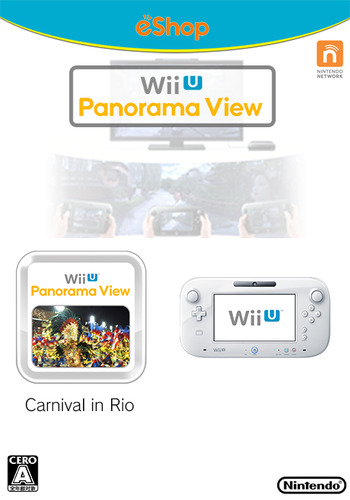 eShop
NINTENDO
NETWORK
Wii U
Panorama View
Wii U
Panorama View
Wii U
Carnival in Rio
CERO
A
全年齢対象
Nintendo